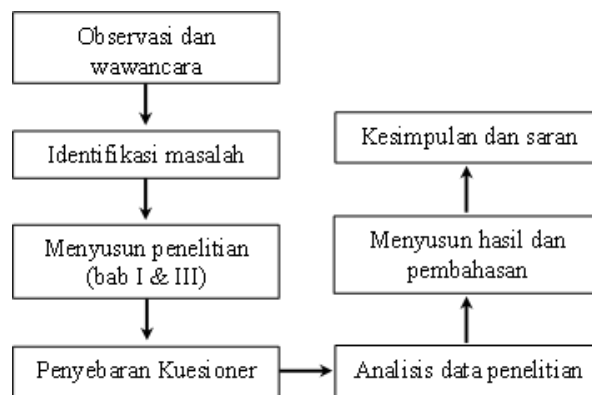 Observasi dan
wawancara
Identifikasi masalah
Menyusun penelitian
(bab I & III)
Penyebaran Kuesioner
Analisis data penelitian
Menyusun hasil dan
pembahasan
Kesimpulan dan saran